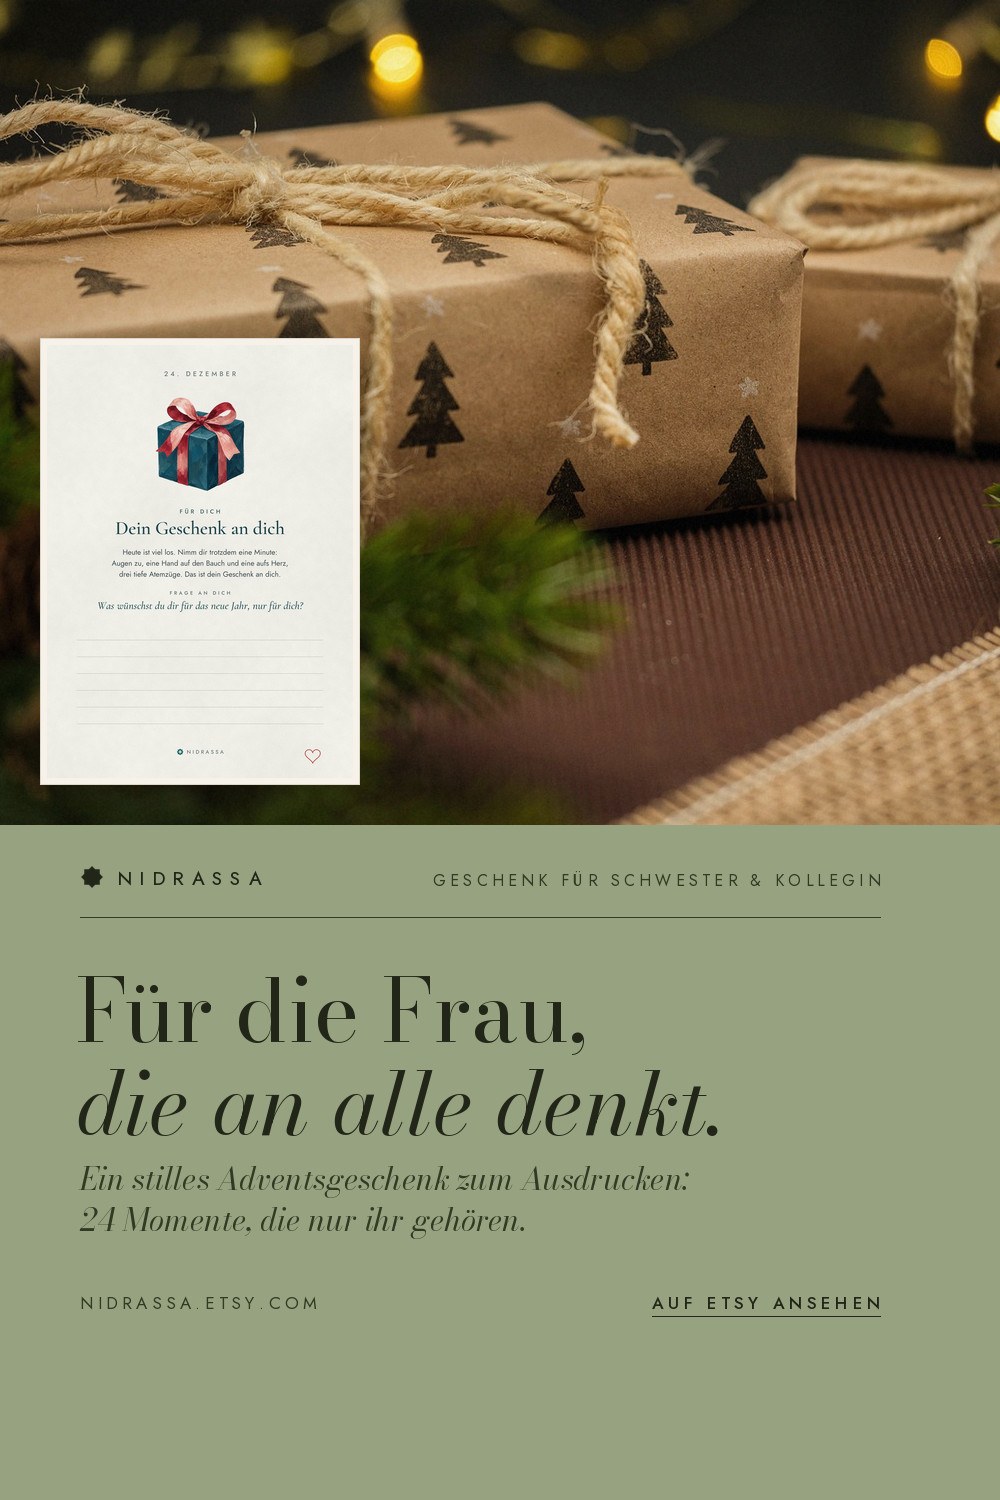 24. DEZEMBER
FÜR DICH
Dein Geschenk an dich
Heute ist viel los. Nimm dir trotzdem eine Minute:
Augen zu, eine Hand auf den Bauch und eine aufs Herz,
drei tiefe Atemzüge. Das ist dein Geschenk an dich.
FRAGE AN DICH
Was wünschst du dir für das neue Jahr, nur für dich?
NIDRASSA
NIDRASSA
GESCHENK FÜR SCHWESTER & KOLLEGIN
Für die Frau,
die an alle denkt.
Ein stilles Adventsgeschenk zum Ausdrucken:
24 Momente, die nur ihr gehören.
NIDRASSA.ETSY.COM
AUF ETSY ANSEHEN